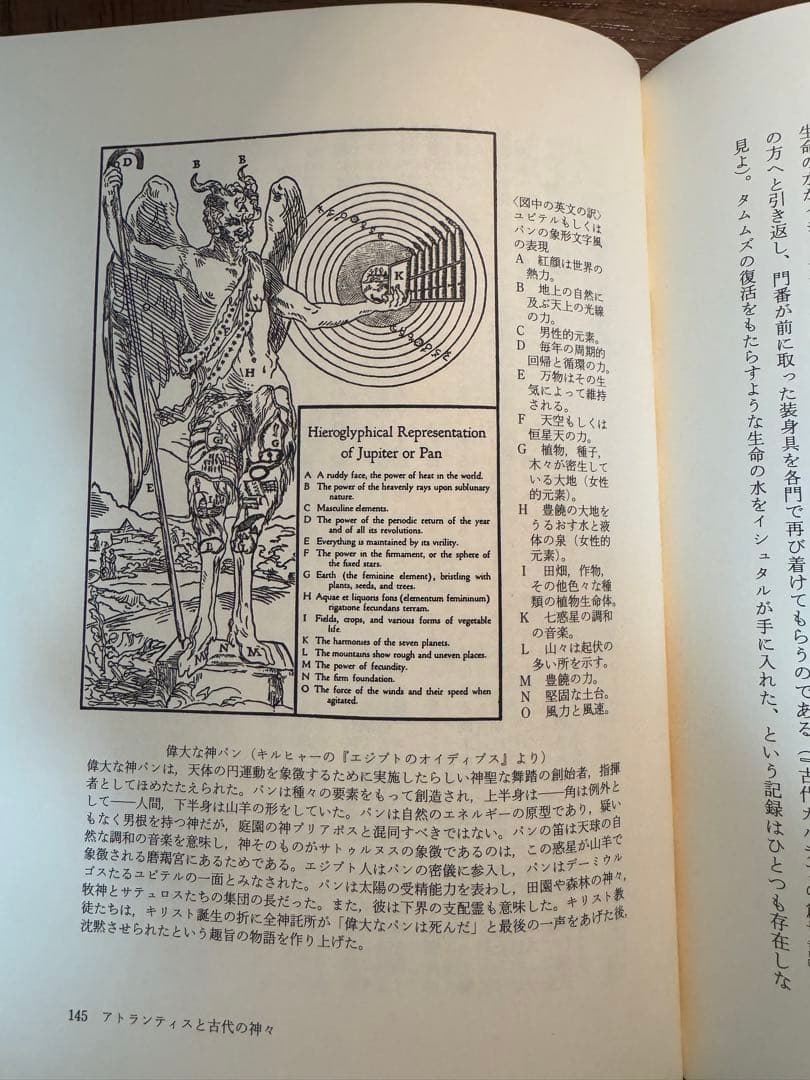 D
B
B
A
K
C
H
G
G
E
I
L
M
N
M
Hieroglyphical Representation
of Jupiter or Pan
A A ruddy face, the power of heat in the world.
B The power of the heavenly rays upon sublunary
nature.
C Masculine elements.
D The power of the periodic return of the year
and of all its revolutions.
E Everything is maintained by its virility.
F The power in the firmament, or the sphere of
the fixed stars.
G Earth (the feminine element), bristling with
plants, seeds, and trees.
H Aquae et liquoris fons (elementum femininum)
rigatione fecundans terram.
I Fields, crops, and various forms of vegetable
life.
K The harmonies of the seven planets.
L The mountains show rough and uneven places.
M The power of fecundity.
N The firm foundation.
O The force of the winds and their speed when
agitated.
〈図中の英文の訳〉
ユピテルもしくは
パンの象形文字風
の表現
A 紅顔は世界の
熱力。
B 地上の自然に
及ぶ天上の光線
の力。
C 男性的元素。
D 毎年の周期的
回帰と循環の力。
E 万物はその生
気によって維持
される。
F 天空もしくは
恒星天の力。
G 植物，種子，
木々が密生して
いる大地（女性
的元素）。
H 豊饒の大地を
うるおす水と液
体の泉（女性的
元素）。
I 田畑，作物，
その他色々な種
類の植物生命体。
K 七惑星の調和
の音楽。
L 山々は起伏の
多い所を示す。
M 豊饒の力。
N 堅固な土台。
O 風力と風速。
偉大な神パン（キルヒャーの『エジプトのオイディプス』より）
偉大な神パンは，天体の円運動を象徴するために実施したらしい神聖な舞踏の創始者，指揮
者としてほめたたえられた。パンは種々の要素をもって創造され，上半身は――角は例外と
して――人間，下半身は山羊の形をしていた。パンは自然のエネルギーの原型であり，疑い
もなく男根を持つ神だが，庭園の神プリアポスと混同すべきではない。パンの笛は天球の自
然な調和の音楽を意味し，神そのものがサトゥルヌスの象徴であるのは，この惑星が山羊で
象徴される磨羯宮にあるためである。エジプト人はパンの密儀に参入し，パンはデーミウル
ゴスたるユピテルの一面とみなされた。パンは太陽の受精能力を表わし，田園や森林の神々，
牧神とサテュロスたちの集団の長だった。また，彼は下界の支配霊も意味した。キリスト教
徒たちは，キリスト誕生の折に全神託所が「偉大なパンは死んだ」と最後の一声をあげた後，
沈黙させられたという趣旨の物語を作り上げた。
145 アトランティスと古代の神々
の方へと引き返し、門番が前に取った装身具を各門で再び着けてもらうのである（
見よ）。タムムズの復活をもたらすような生命の水をイシュタルが手に入れた、という記録はひとつも存在しな